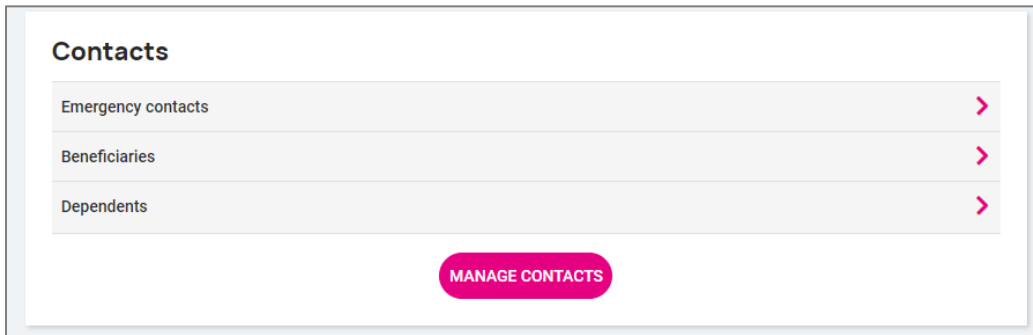 Contacts
Emergency contacts
Beneficiaries
Dependents
MANAGE CONTACTS